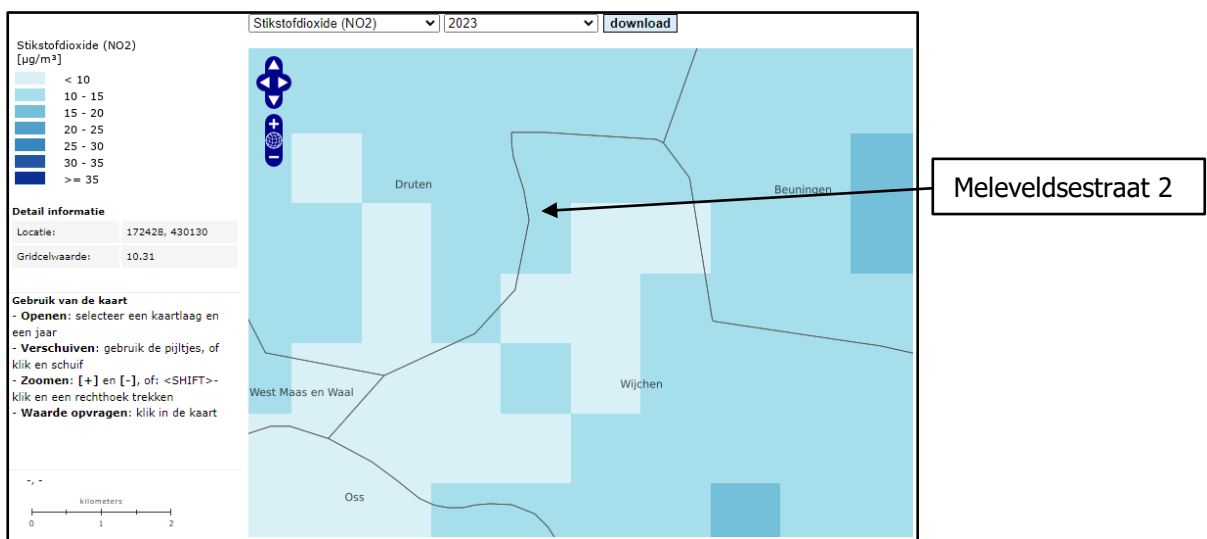 Stikstofdioxide (NO2) 2023 download
Stikstofdioxide (NO2)
[µg/m³]
< 10
10 - 15
15 - 20
20 - 25
25 - 30
30 - 35
>= 35
Detail informatie
Locatie: 172428, 430130
Gridcelwaarde: 10.31
Gebruik van de kaart
- Openen: selecteer een kaartlaag en
een jaar
- Verschuiven: gebruik de pijltjes, of
klik en schuif
- Zoomen: [+] en [-], of: <SHIFT>-
klik en een rechthoek trekken
- Waarde opvragen: klik in de kaart
-, -
kilometers
0 1 2
Druten
Beuningen
West Maas en Waal
Wijchen
Oss
Meleveldsestraat 2